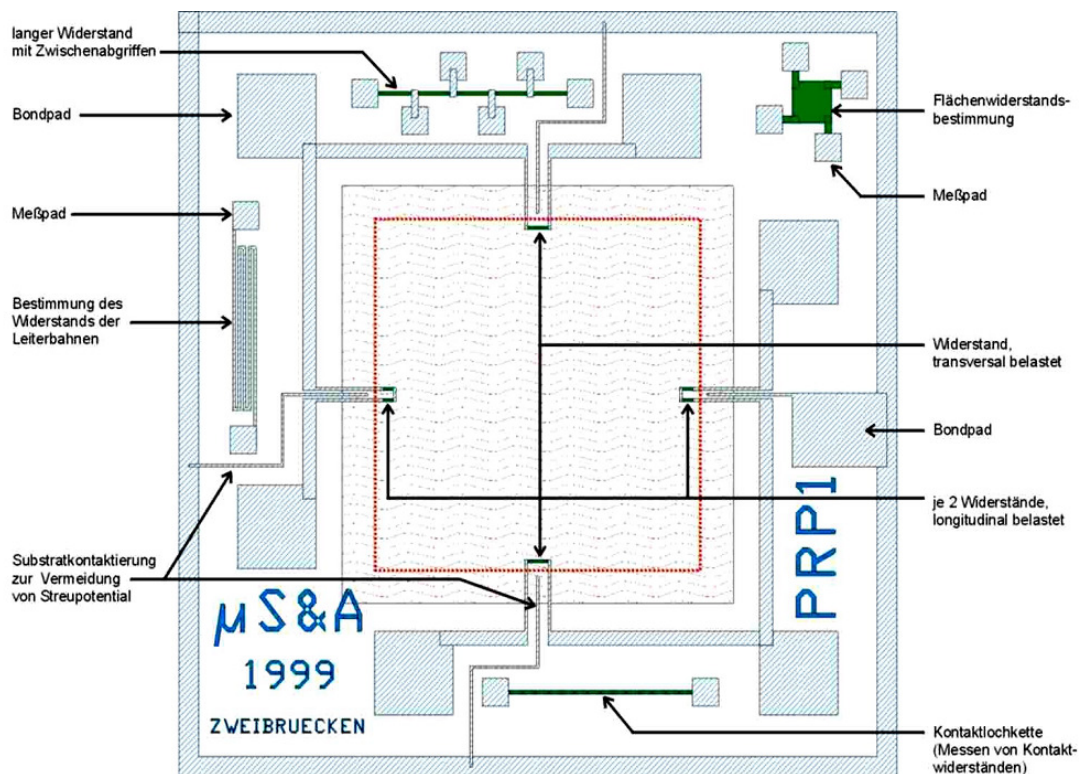 langer Widerstand
mit Zwischenabgriffen
Bondpad
Meßpad
Bestimmung des
Widerstands der
Leiterbahnen
Substratkontaktierung
zur Vermeidung
von Streupotential
Flächenwiderstands-
bestimmung
Meßpad
Widerstand,
transversal belastet
Bondpad
je 2 Widerstände,
longitudinal belastet
Kontaktlochkette
(Messen von Kontakt-
widerständen)
PRP1
µS&A
1999
ZWEIBRUECKEN